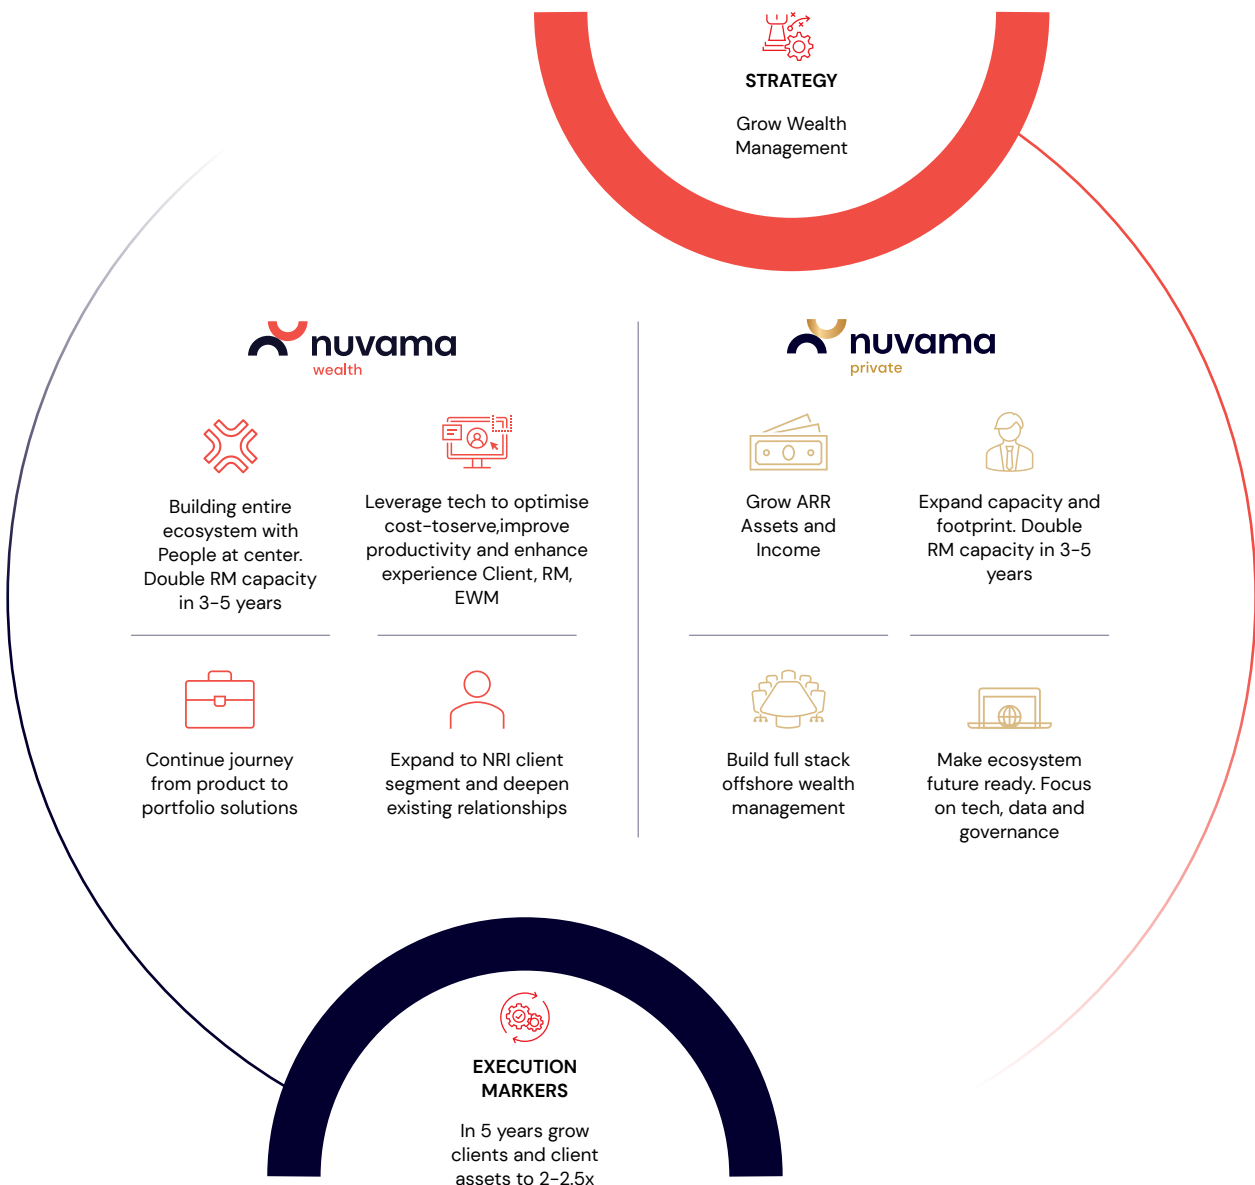 STRATEGY
Grow Wealth
Management
nuvama
wealth
Building entire
ecosystem with
People at center.
Double RM capacity
in 3-5 years
Leverage tech to optimise
cost-toserve,improve
productivity and enhance
experience Client, RM,
EWM
Continue journey
from product to
portfolio solutions
Expand to NRI client
segment and deepen
existing relationships
nuvama
private
Grow ARR
Assets and
Income
Expand capacity and
footprint. Double
RM capacity in 3-5
years
Build full stack
offshore wealth
management
Make ecosystem
future ready. Focus
on tech, data and
governance
EXECUTION
MARKERS
In 5 years grow
clients and client
assets to 2-2.5x